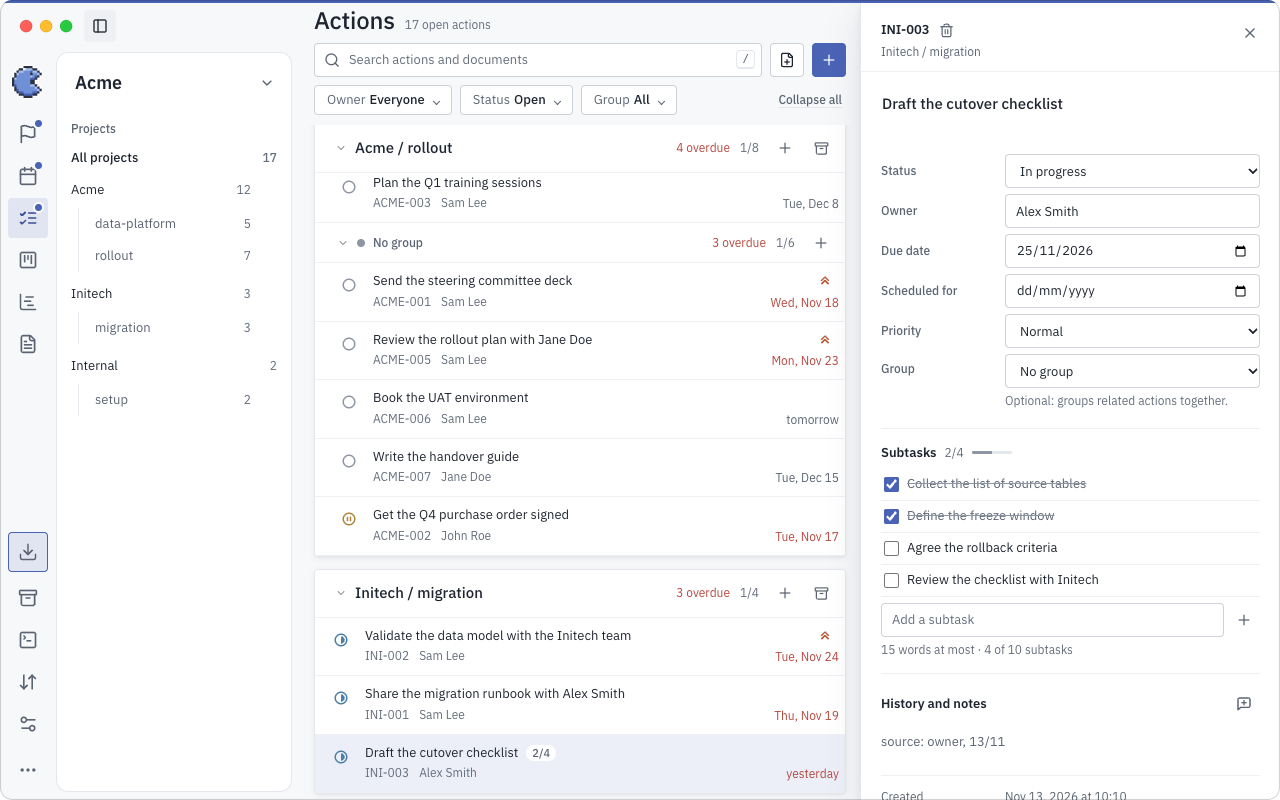 Acme
Projects
All projects 17
Acme 12
data-platform 5
rollout 7
Initech 3
migration 3
Internal 2
setup 2
Actions 17 open actions
Search actions and documents /
Owner Everyone Status Open Group All Collapse all
Acme / rollout 4 overdue 1/8
Plan the Q1 training sessions
ACME-003 Sam Lee Tue, Dec 8
No group 3 overdue 1/6
Send the steering committee deck
ACME-001 Sam Lee Wed, Nov 18
Review the rollout plan with Jane Doe
ACME-005 Sam Lee Mon, Nov 23
Book the UAT environment
ACME-006 Sam Lee tomorrow
Write the handover guide
ACME-007 Jane Doe Tue, Dec 15
Get the Q4 purchase order signed
ACME-002 John Roe Tue, Nov 17
Initech / migration 3 overdue 1/4
Validate the data model with the Initech team
INI-002 Sam Lee Tue, Nov 24
Share the migration runbook with Alex Smith
INI-001 Sam Lee Thu, Nov 19
Draft the cutover checklist 2/4
INI-003 Alex Smith yesterday
INI-003
Initech / migration
Draft the cutover checklist
Status In progress
Owner Alex Smith
Due date 25/11/2026
Scheduled for dd/mm/yyyy
Priority Normal
Group No group
Optional: groups related actions together.
Subtasks 2/4
Collect the list of source tables
Define the freeze window
Agree the rollback criteria
Review the checklist with Initech
Add a subtask
15 words at most · 4 of 10 subtasks
History and notes
source: owner, 13/11
Created Nov 13, 2026 at 10:10